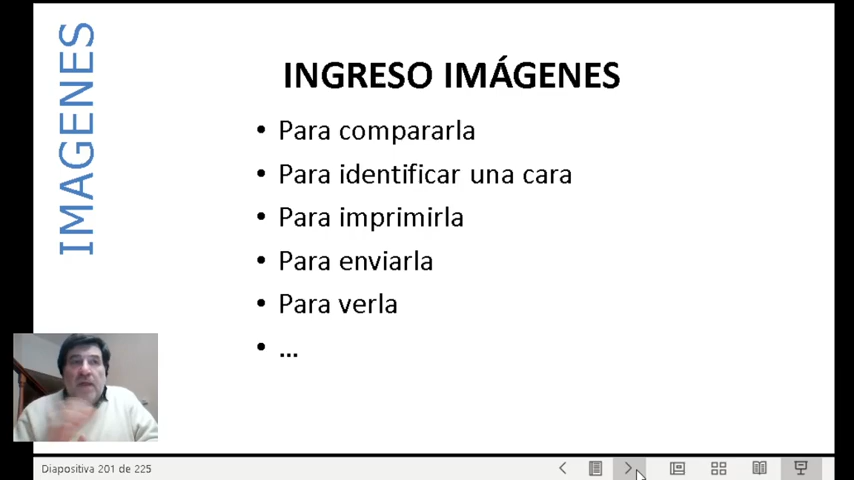 IMAGENES
INGRESO IMÁGENES
• Para compararla
• Para identificar una cara
• Para imprimirla
• Para enviarla
• Para verla
• ...
Diapositiva 201 de 225